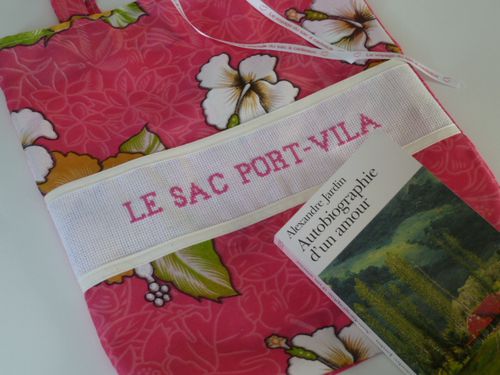 LE SAC PORT-VILA
Alexandre Jardin
Autobiographie
d'un amour